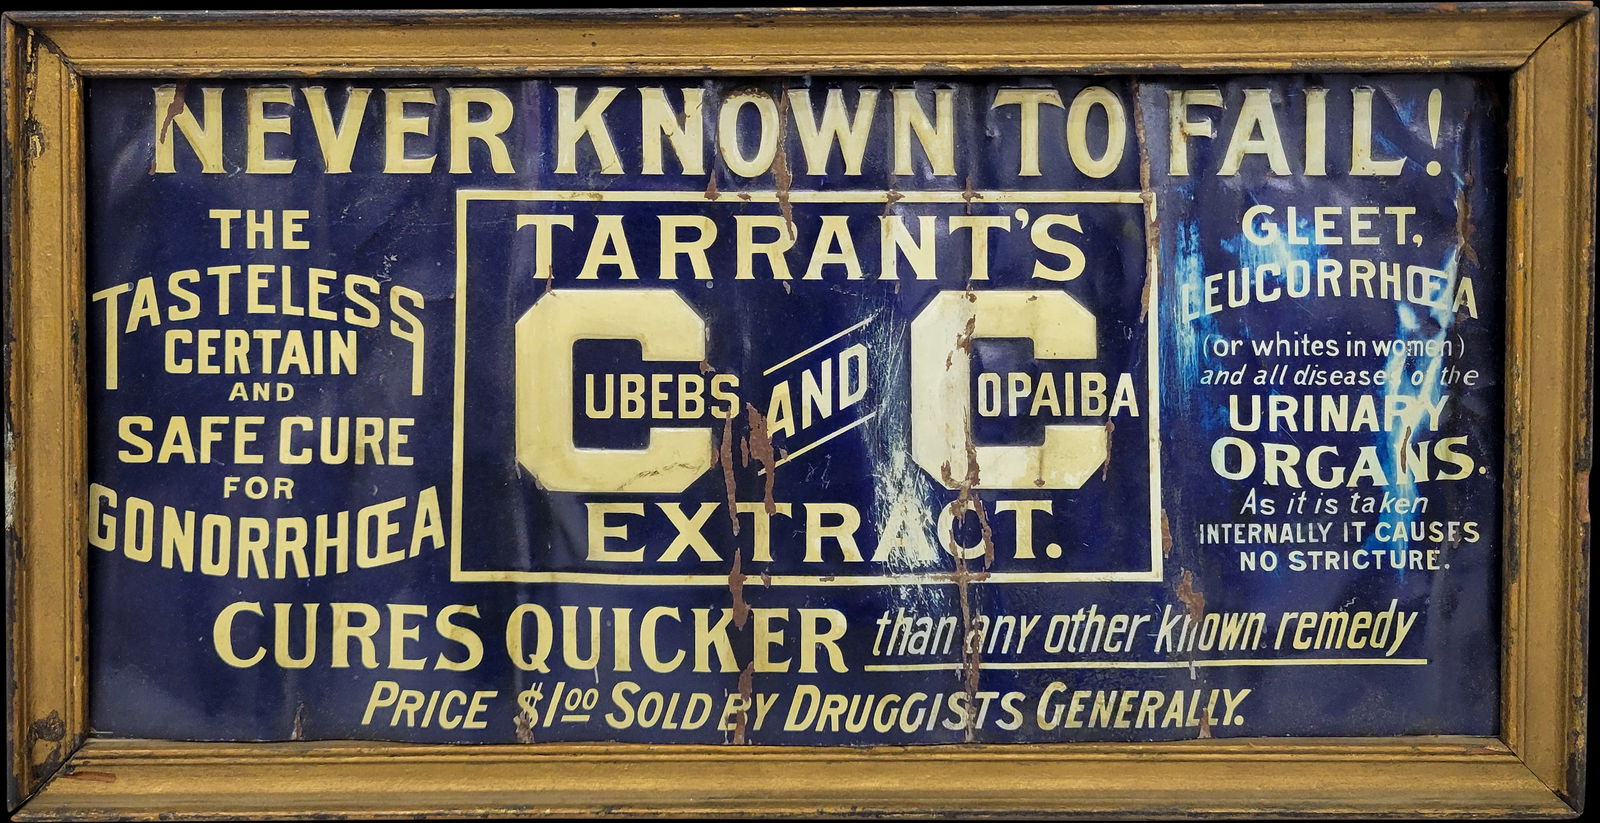 NEVER KNOWN TO FAIL!
THE
TASTELESS
CERTAIN
AND
SAFE CURE
FOR
GONORRHŒA
TARRANT'S
CUBEBS AND COPAIBA
EXTRACT.
GLEET,
LEUCORRHŒA
(or whites in women)
and all diseases of the
URINARY
ORGANS.
As it is taken
INTERNALLY IT CAUSES
NO STRICTURE.
CURES QUICKER than any other known remedy
PRICE $100 SOLD BY DRUGGISTS GENERALLY.